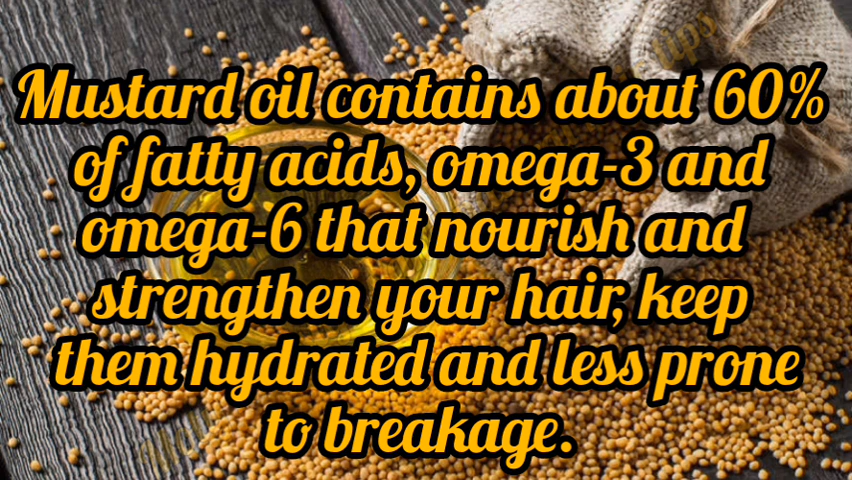 Mustard oil contains about 60%
of fatty acids, omega-3 and
omega-6 that nourish and
strengthen your hair, keep
them hydrated and less prone
to breakage.